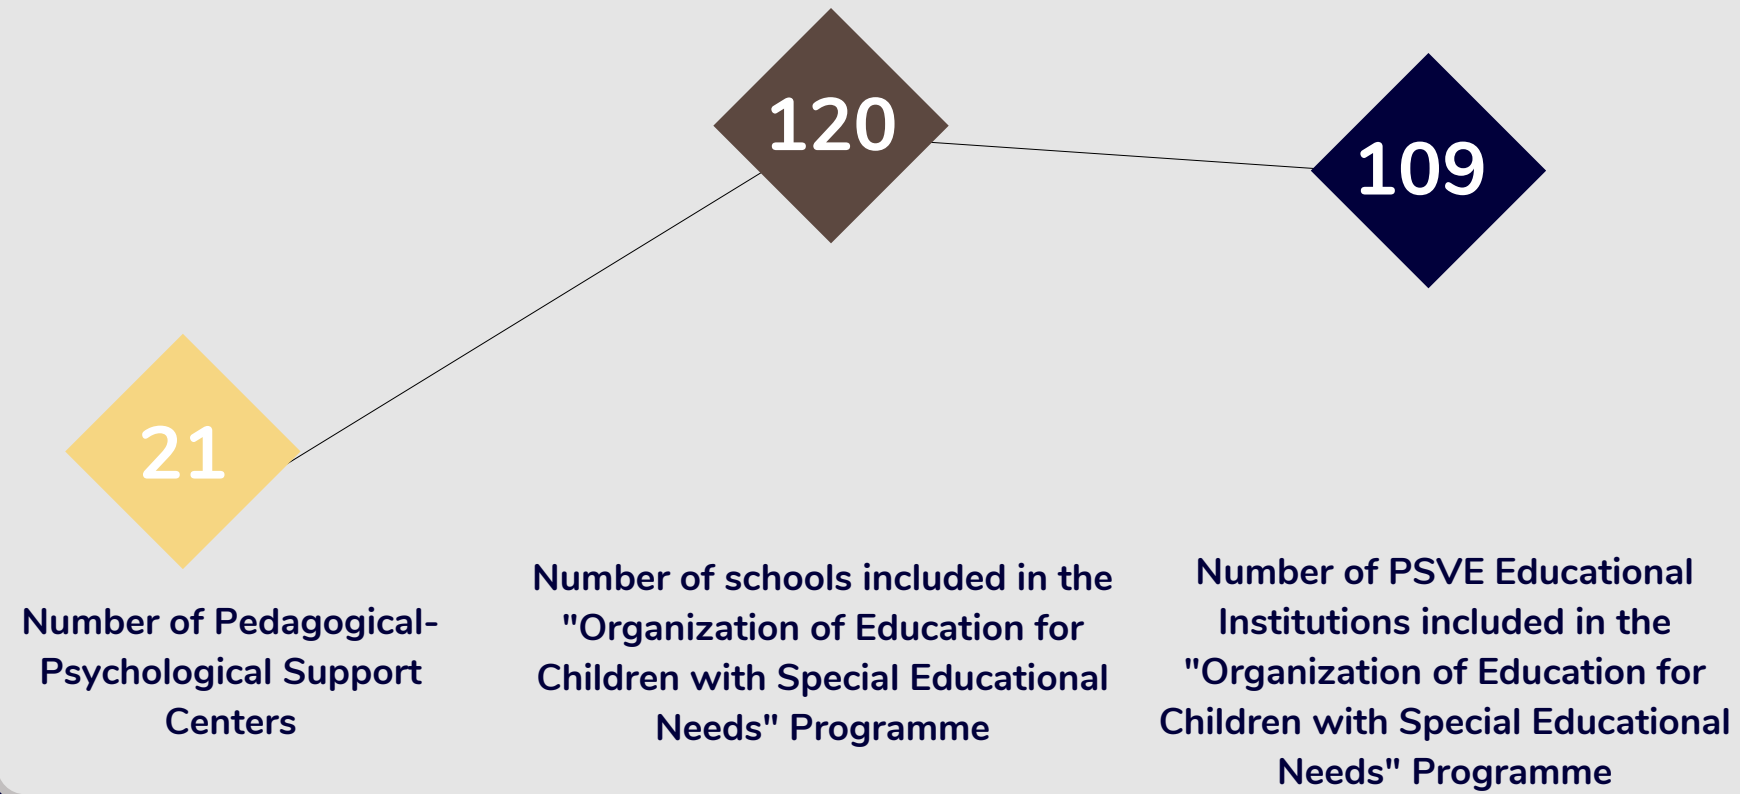 120
109
21
Number of Pedagogical-
Psychological Support
Centers
Number of schools included in the
"Organization of Education for
Children with Special Educational
Needs" Programme
Number of PSVE Educational
Institutions included in the
"Organization of Education for
Children with Special Educational
Needs" Programme